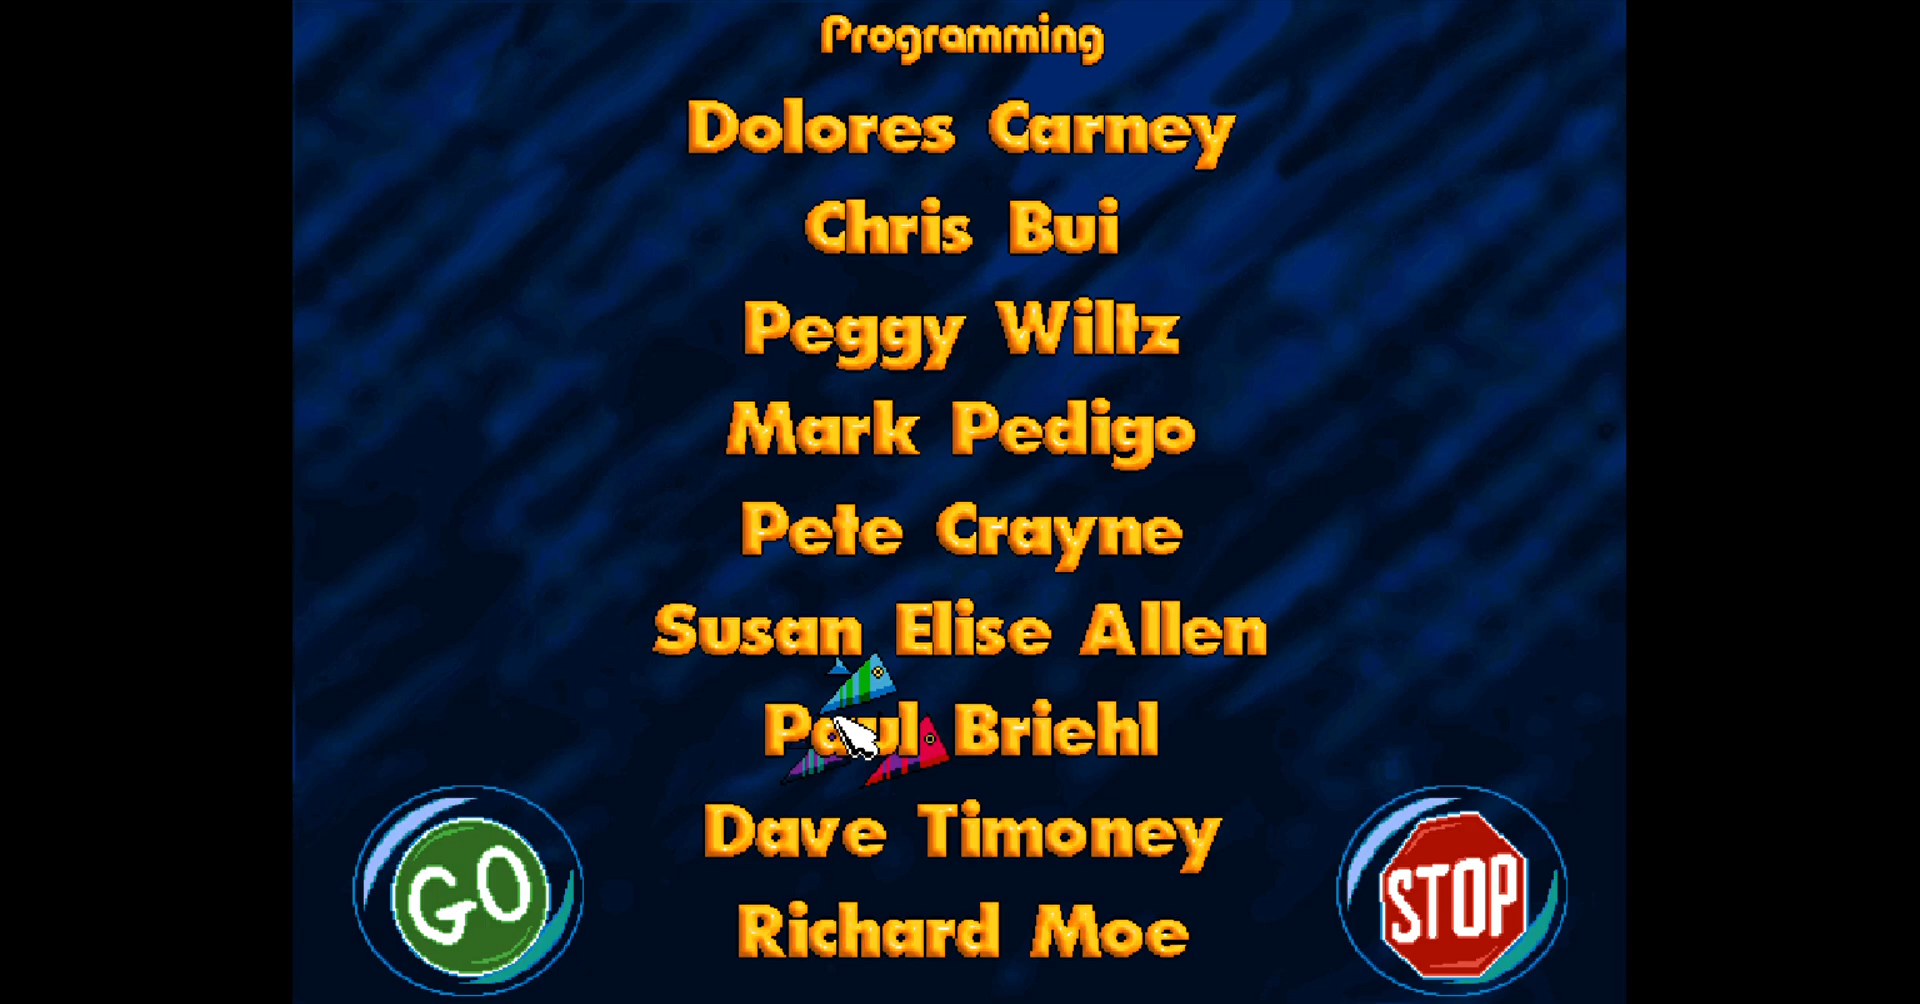 Programming
Dolores Carney
Chris Bui
Peggy Wiltz
Mark Pedigo
Pete Crayne
Susan Elise Allen
Paul Briehl
Dave Timoney
Richard Moe
GO
STOP